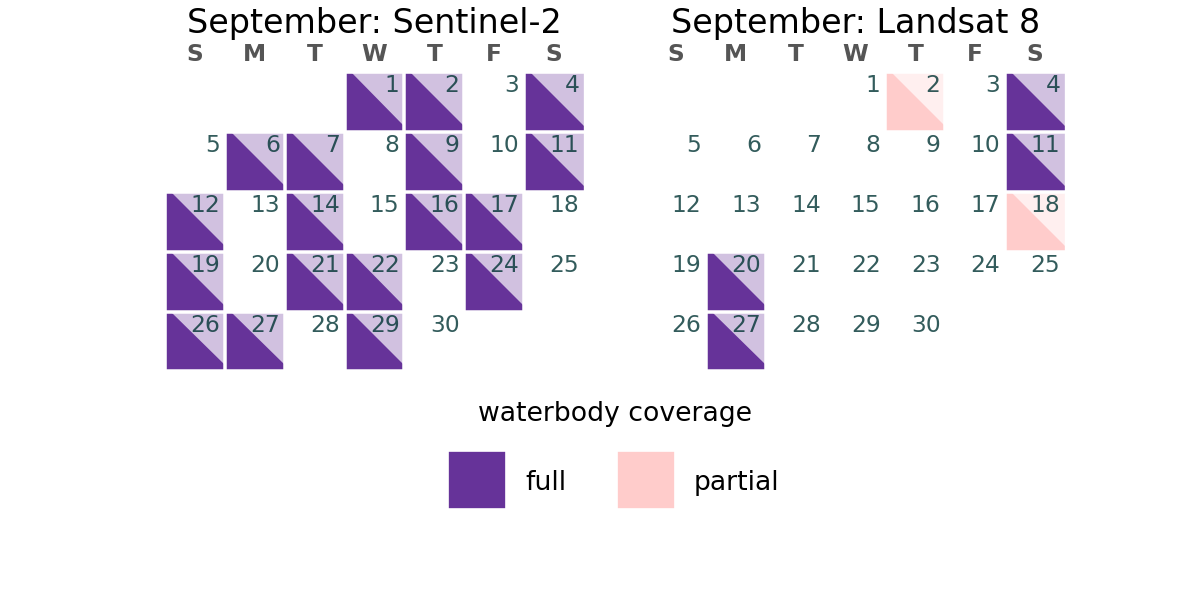 September: Sentinel-2
S M T W T F S
1 2 3 4
5 6 7 8 9 10 11
12 13 14 15 16 17 18
19 20 21 22 23 24 25
26 27 28 29 30
September: Landsat 8
S M T W T F S
1 2 3 4
5 6 7 8 9 10 11
12 13 14 15 16 17 18
19 20 21 22 23 24 25
26 27 28 29 30
waterbody coverage
full partial